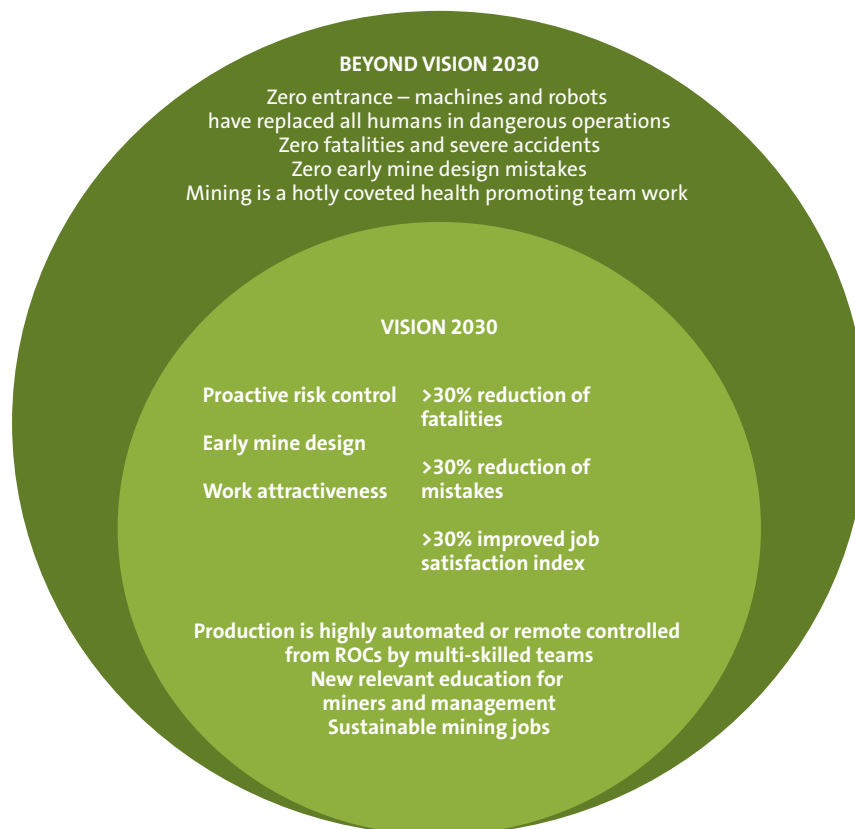 BEYOND VISION 2030
Zero entrance – machines and robots
have replaced all humans in dangerous operations
Zero fatalities and severe accidents
Zero early mine design mistakes
Mining is a hotly coveted health promoting team work
VISION 2030
Proactive risk control
Early mine design
Work attractiveness
>30% reduction of
fatalities
>30% reduction of
mistakes
>30% improved job
satisfaction index
Production is highly automated or remote controlled
from ROCs by multi-skilled teams
New relevant education for
miners and management
Sustainable mining jobs